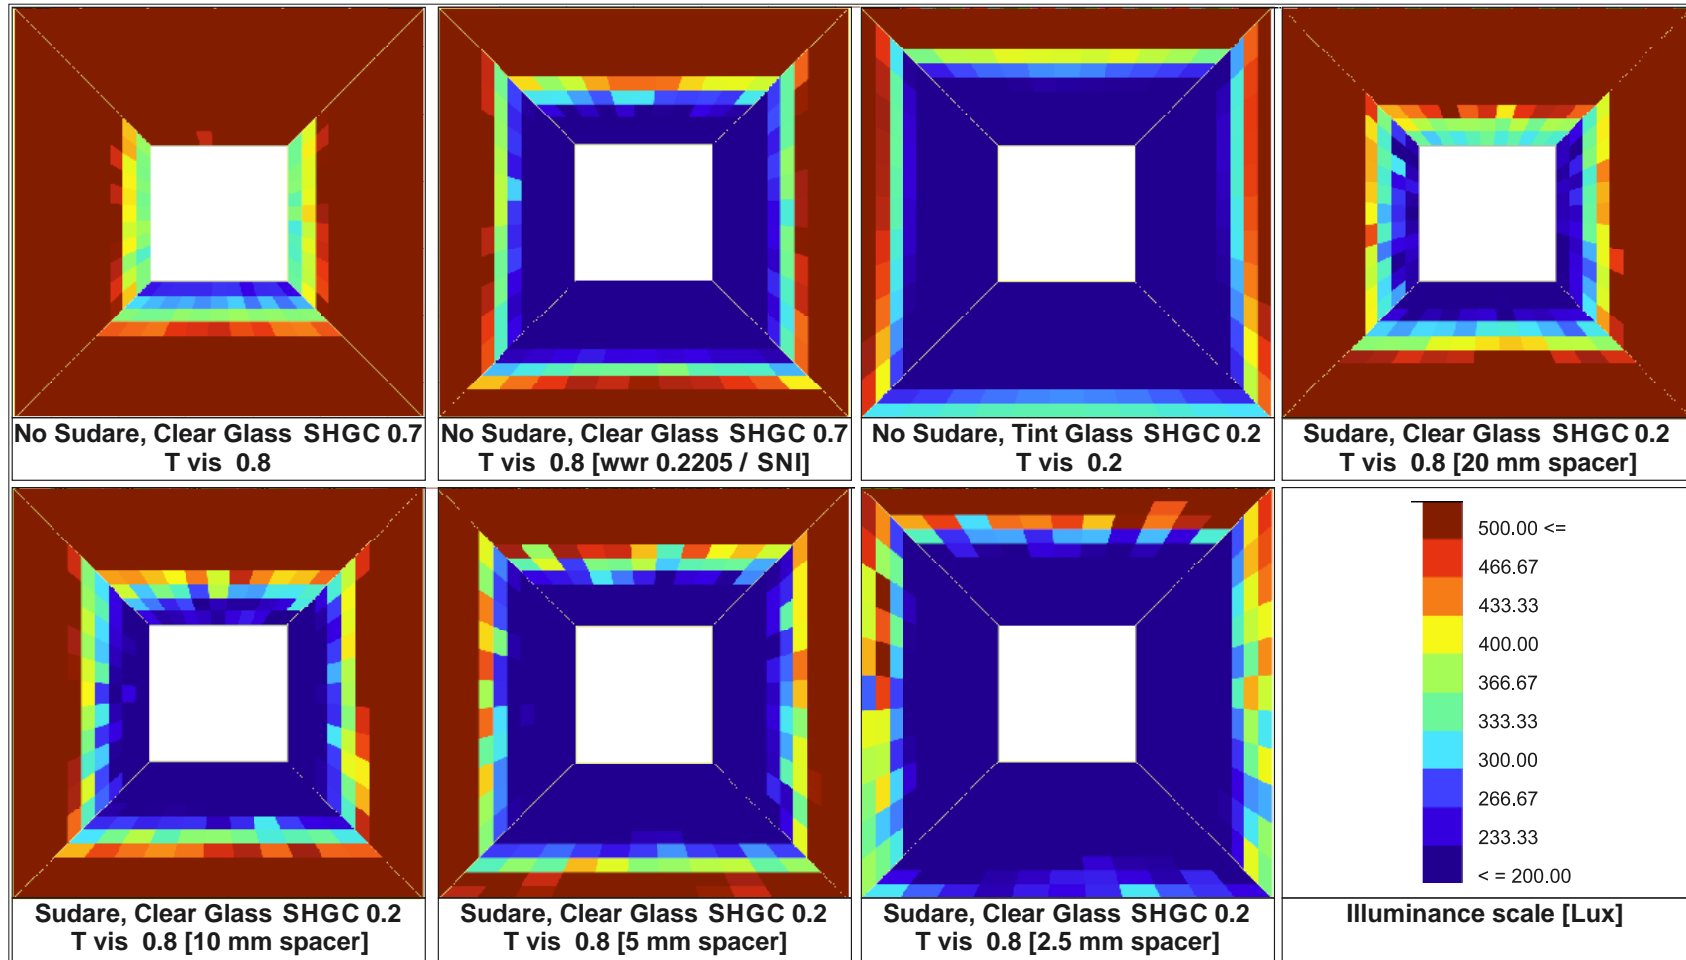 No Sudare, Clear Glass SHGC 0.7
T vis 0.8
No Sudare, Clear Glass SHGC 0.7
T vis 0.8 [wwr 0.2205 / SNI]
No Sudare, Tint Glass SHGC 0.2
T vis 0.2
Sudare, Clear Glass SHGC 0.2
T vis 0.8 [20 mm spacer]
Sudare, Clear Glass SHGC 0.2
T vis 0.8 [10 mm spacer]
Sudare, Clear Glass SHGC 0.2
T vis 0.8 [5 mm spacer]
Sudare, Clear Glass SHGC 0.2
T vis 0.8 [2.5 mm spacer]
500.00 <=
466.67
433.33
400.00
366.67
333.33
300.00
266.67
233.33
< = 200.00
Illuminance scale [Lux]